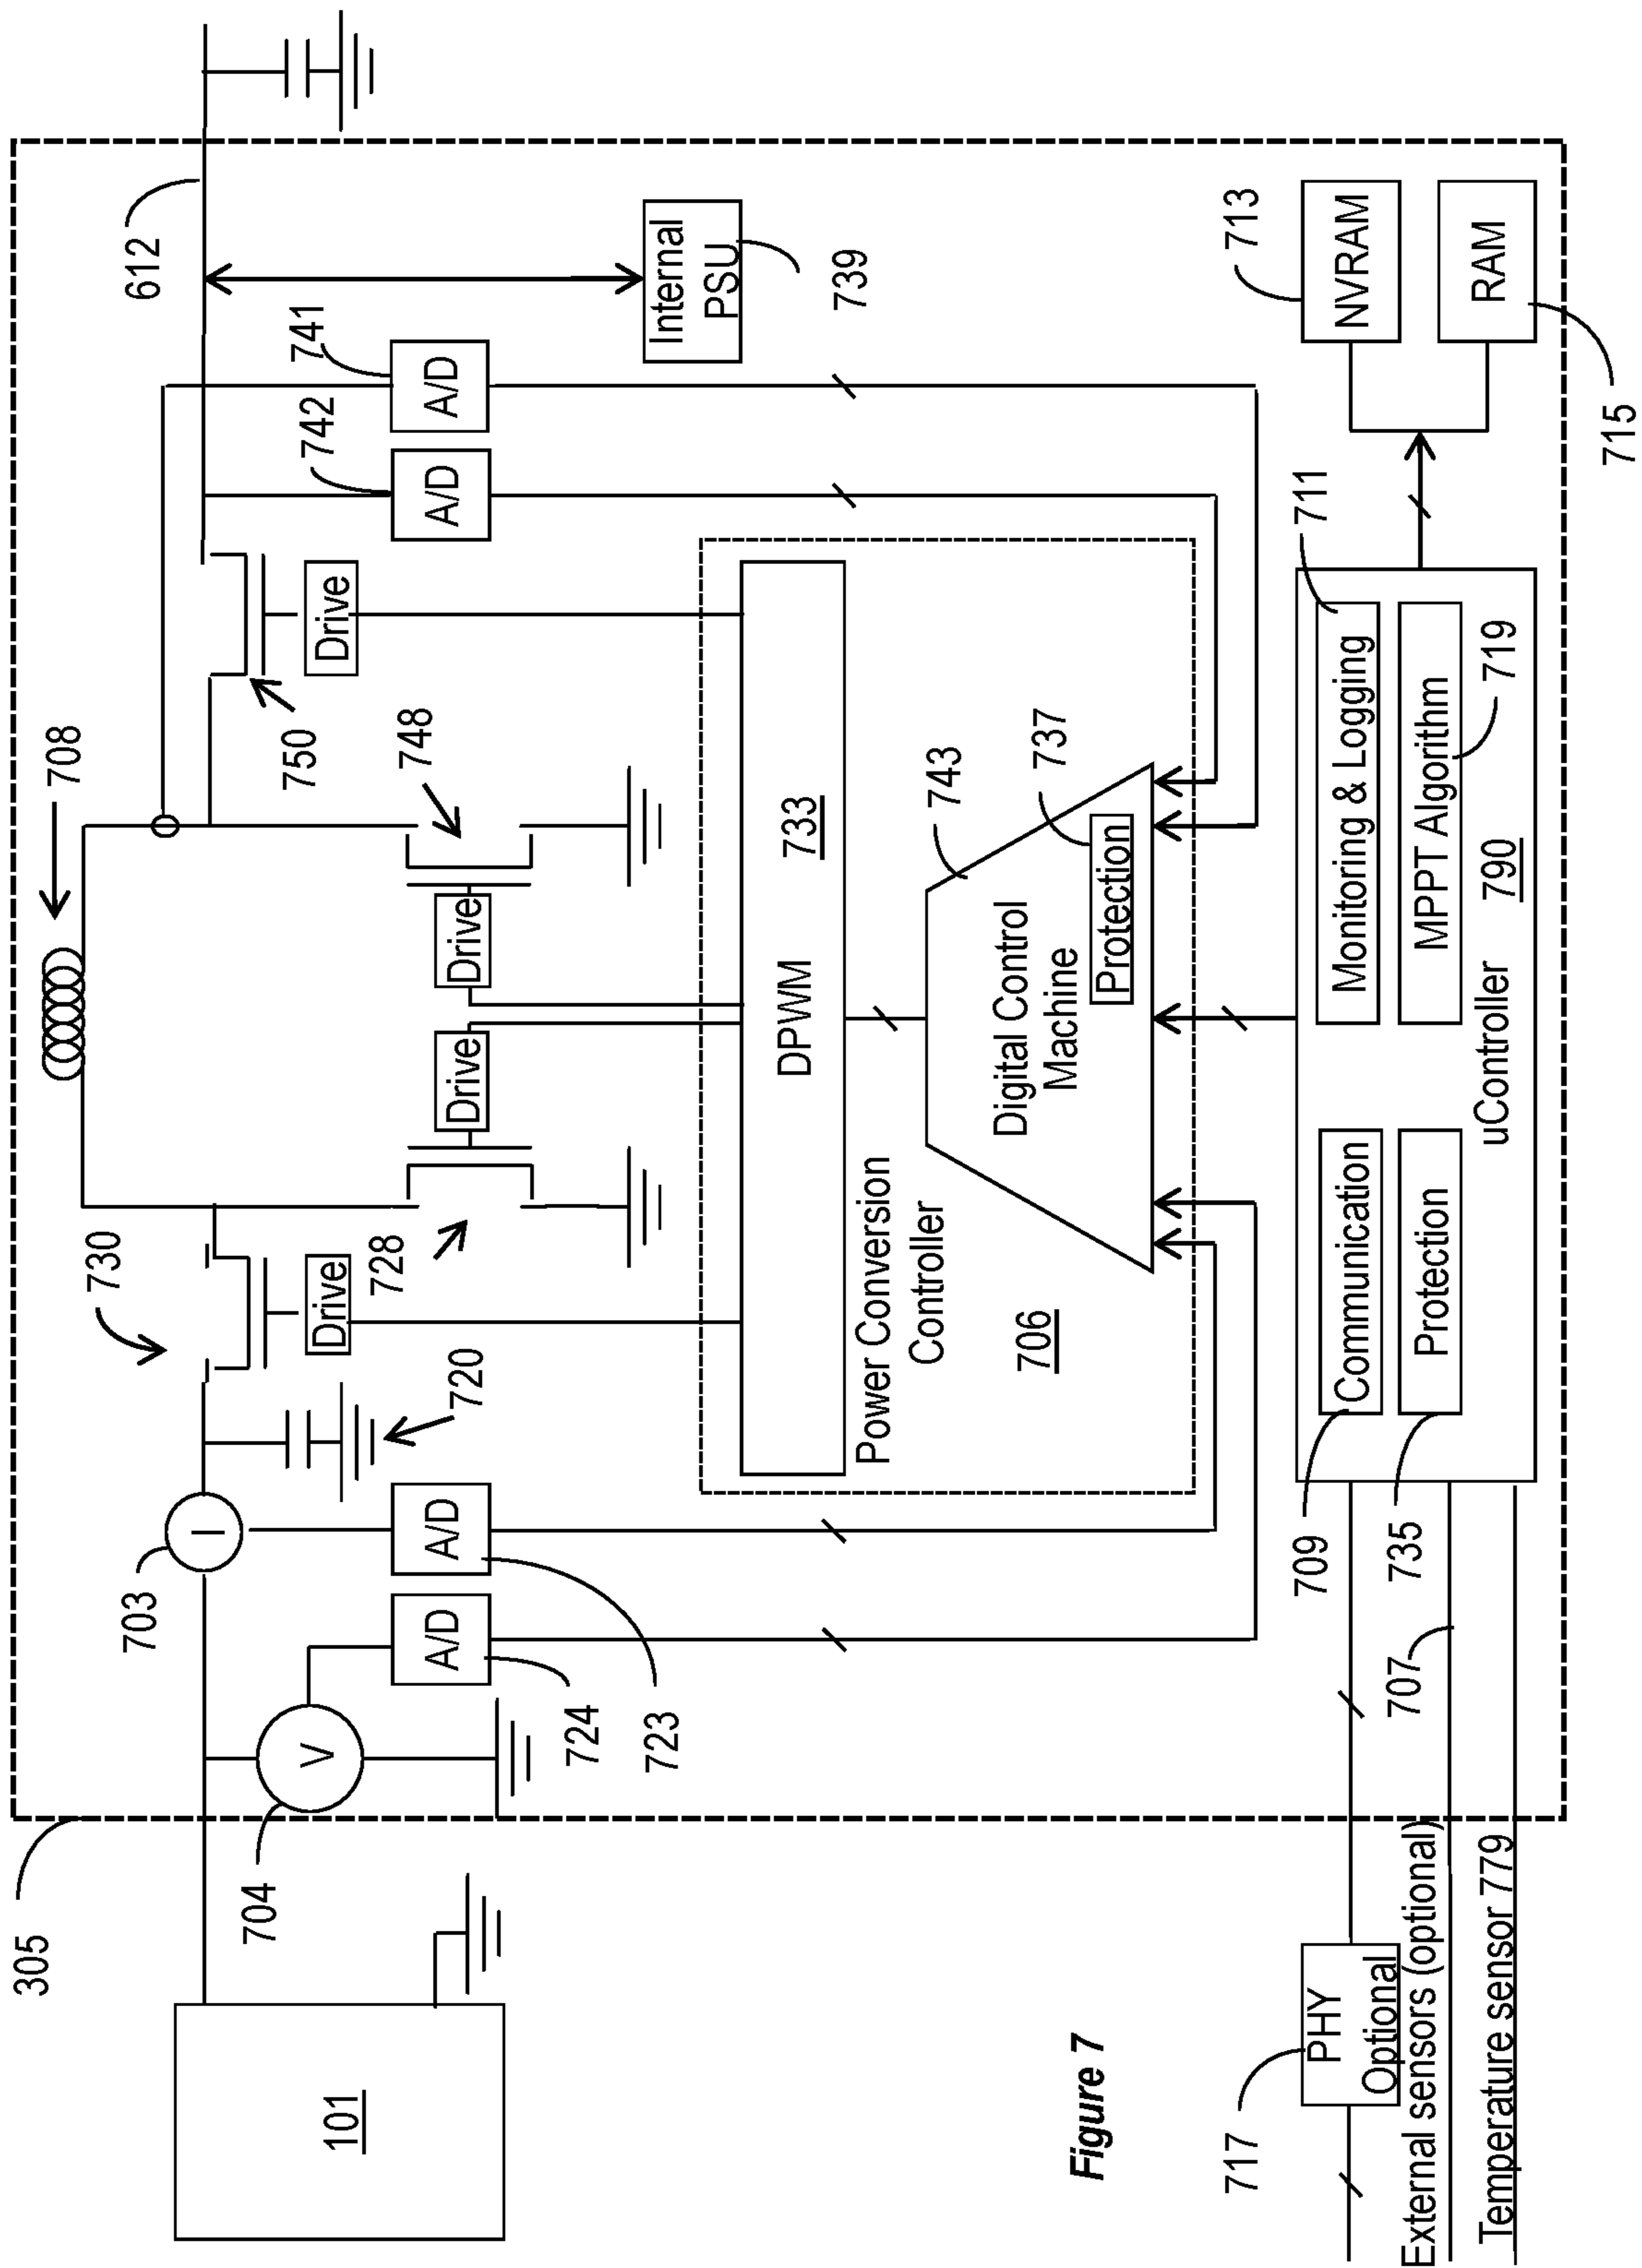 305
101
704
V
703
I
724
A/D
723
A/D
720
730
Drive
728
Drive
708
Drive
748
750
Drive
612
742
A/D
741
A/D
Internal
PSU
739
DPWM
733
Power Conversion
Controller
706
Digital Control
Machine
743
737
Protection
709
Communication
735
Protection
707
711
Monitoring & Logging
MPPT Algorithm
719
uController
790
713
NVRAM
RAM
715
717
PHY
Optional
External sensors (optional)
Temperature sensor 779
Figure 7